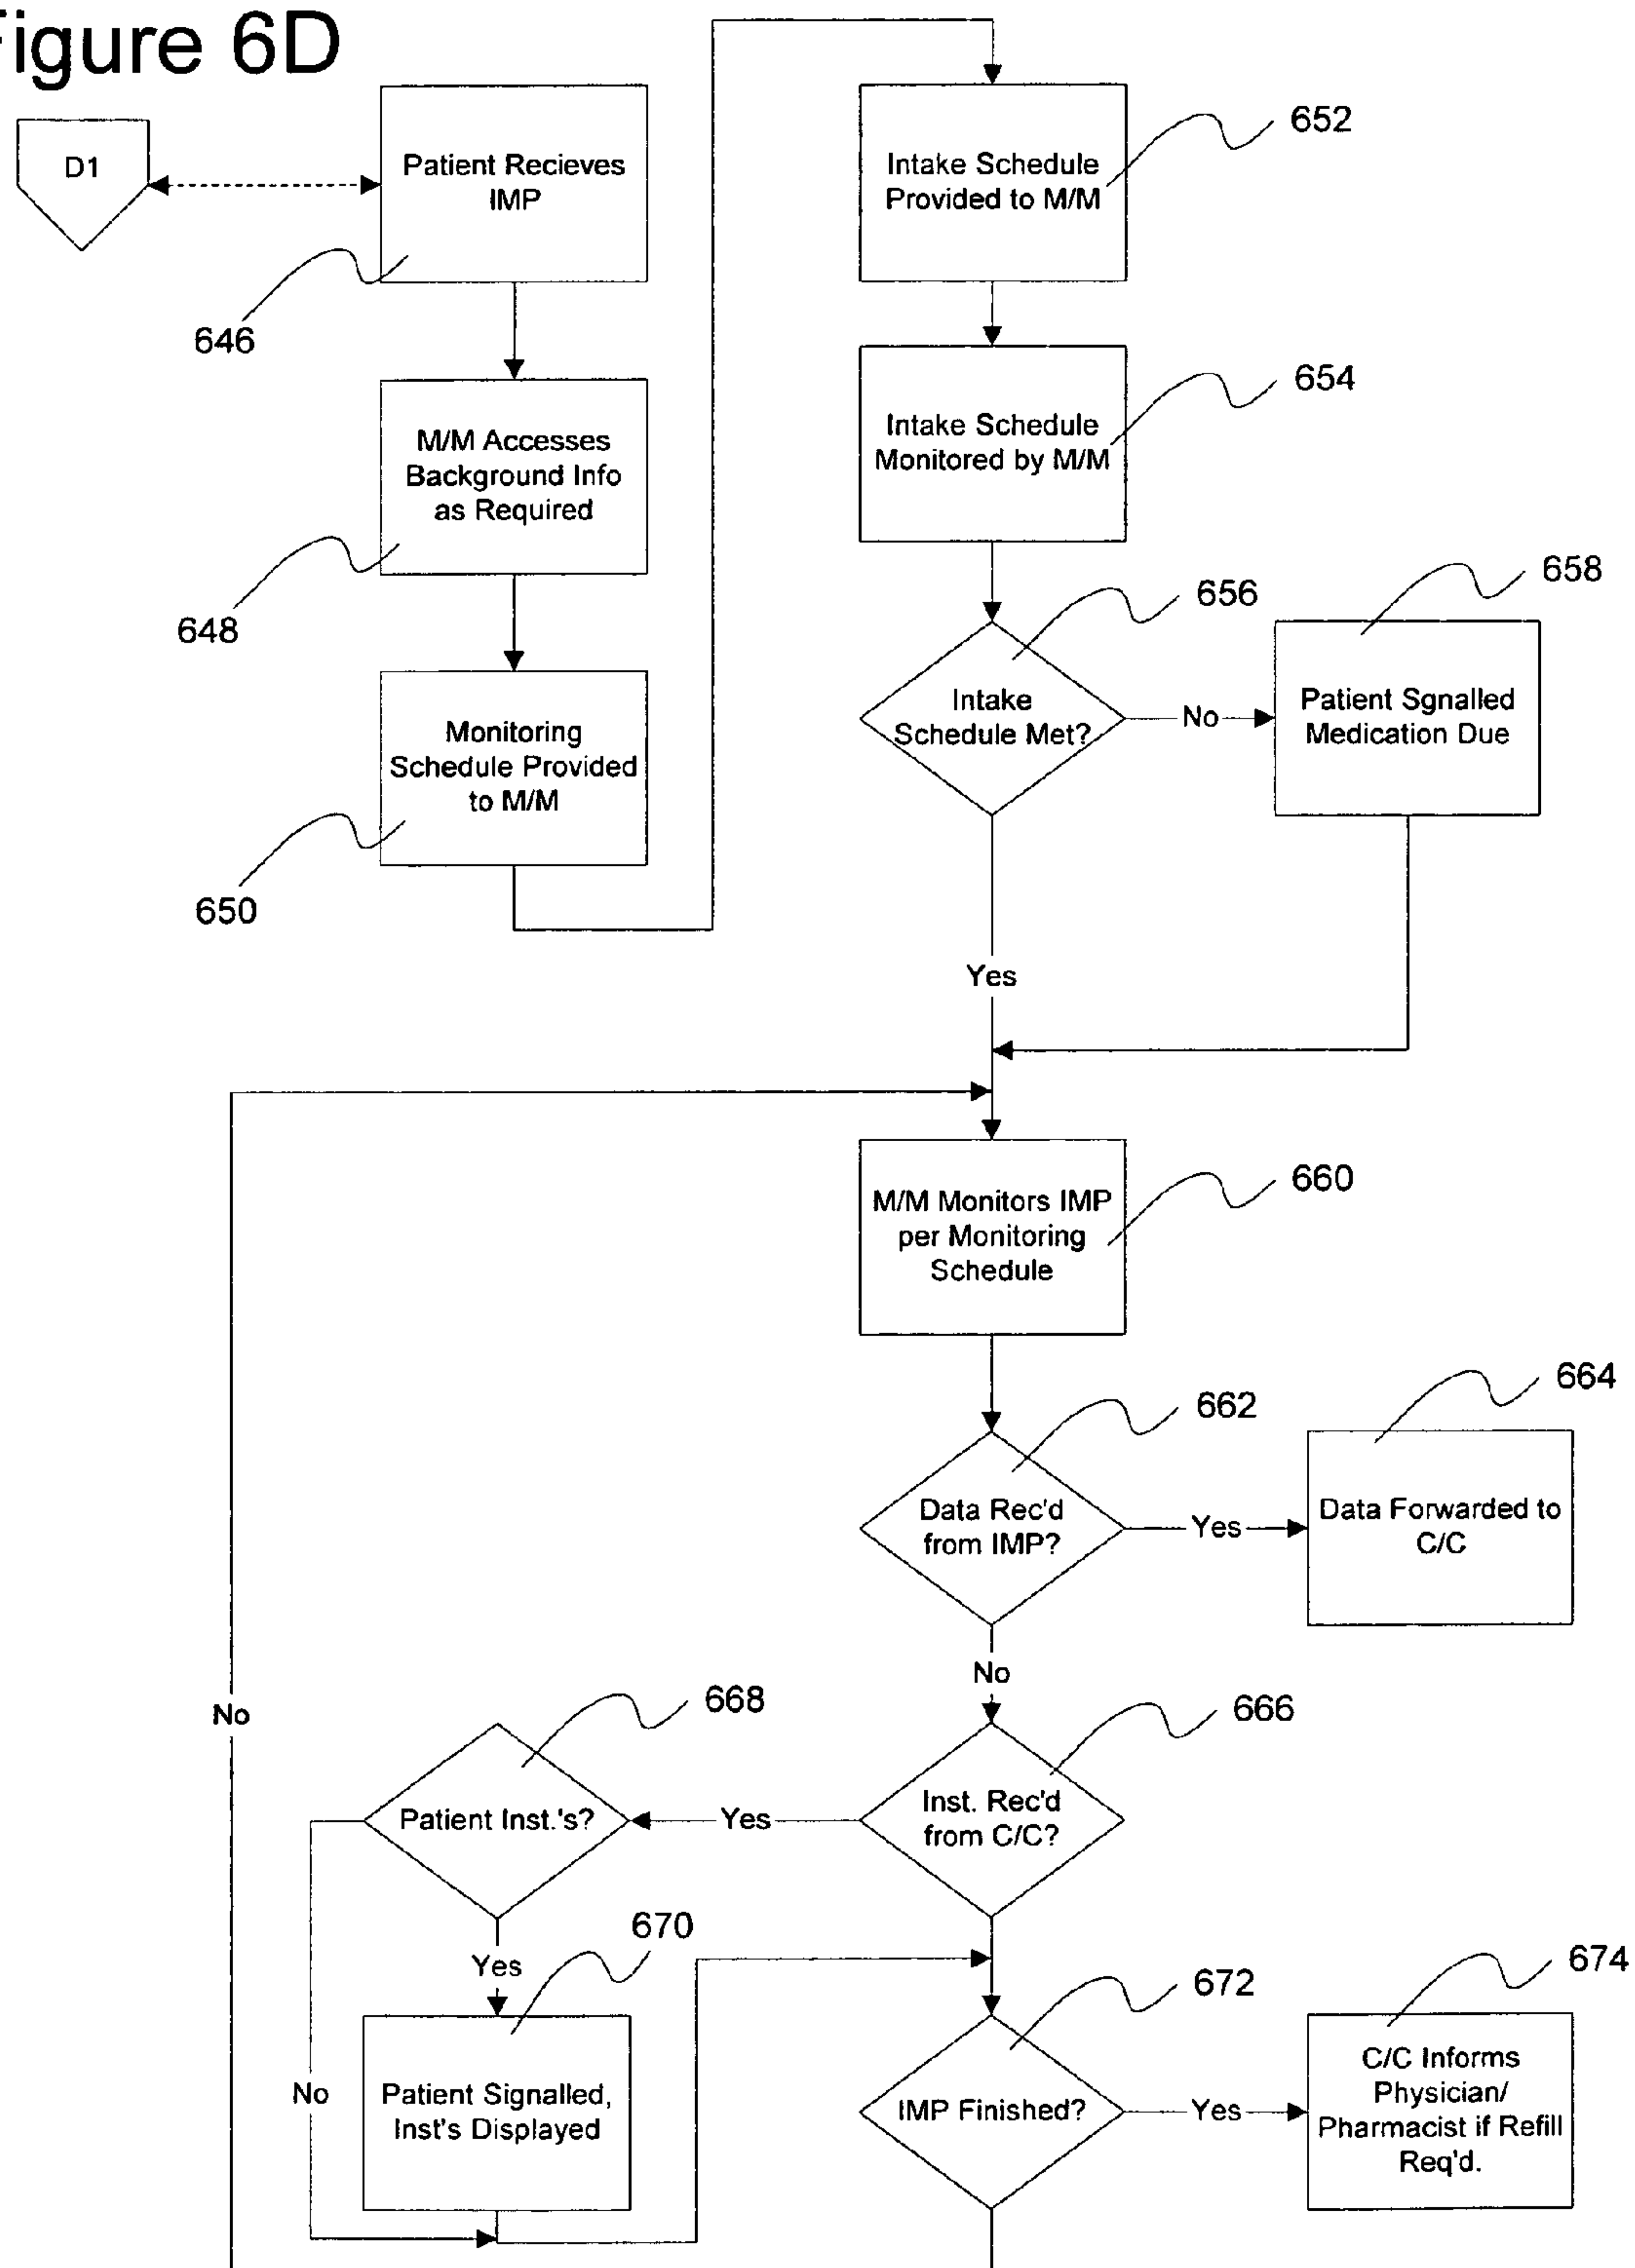 Figure 6D
D1
Patient Recieves
IMP
646
M/M Accesses
Background Info
as Required
648
Monitoring
Schedule Provided
to M/M
650
Intake Schedule
Provided to M/M
652
Intake Schedule
Monitored by M/M
654
Intake
Schedule Met?
656
No
Patient Sgnalled
Medication Due
658
Yes
M/M Monitors IMP
per Monitoring
Schedule
660
Data Rec'd
from IMP?
662
Yes
Data Forwarded to
C/C
664
No
Inst. Rec'd
from C/C?
666
Yes
Patient Inst.'s?
668
Yes
No
Patient Signalled,
Inst's Displayed
670
IMP Finished?
672
Yes
C/C Informs
Physician/
Pharmacist if Refill
Req'd.
674
No